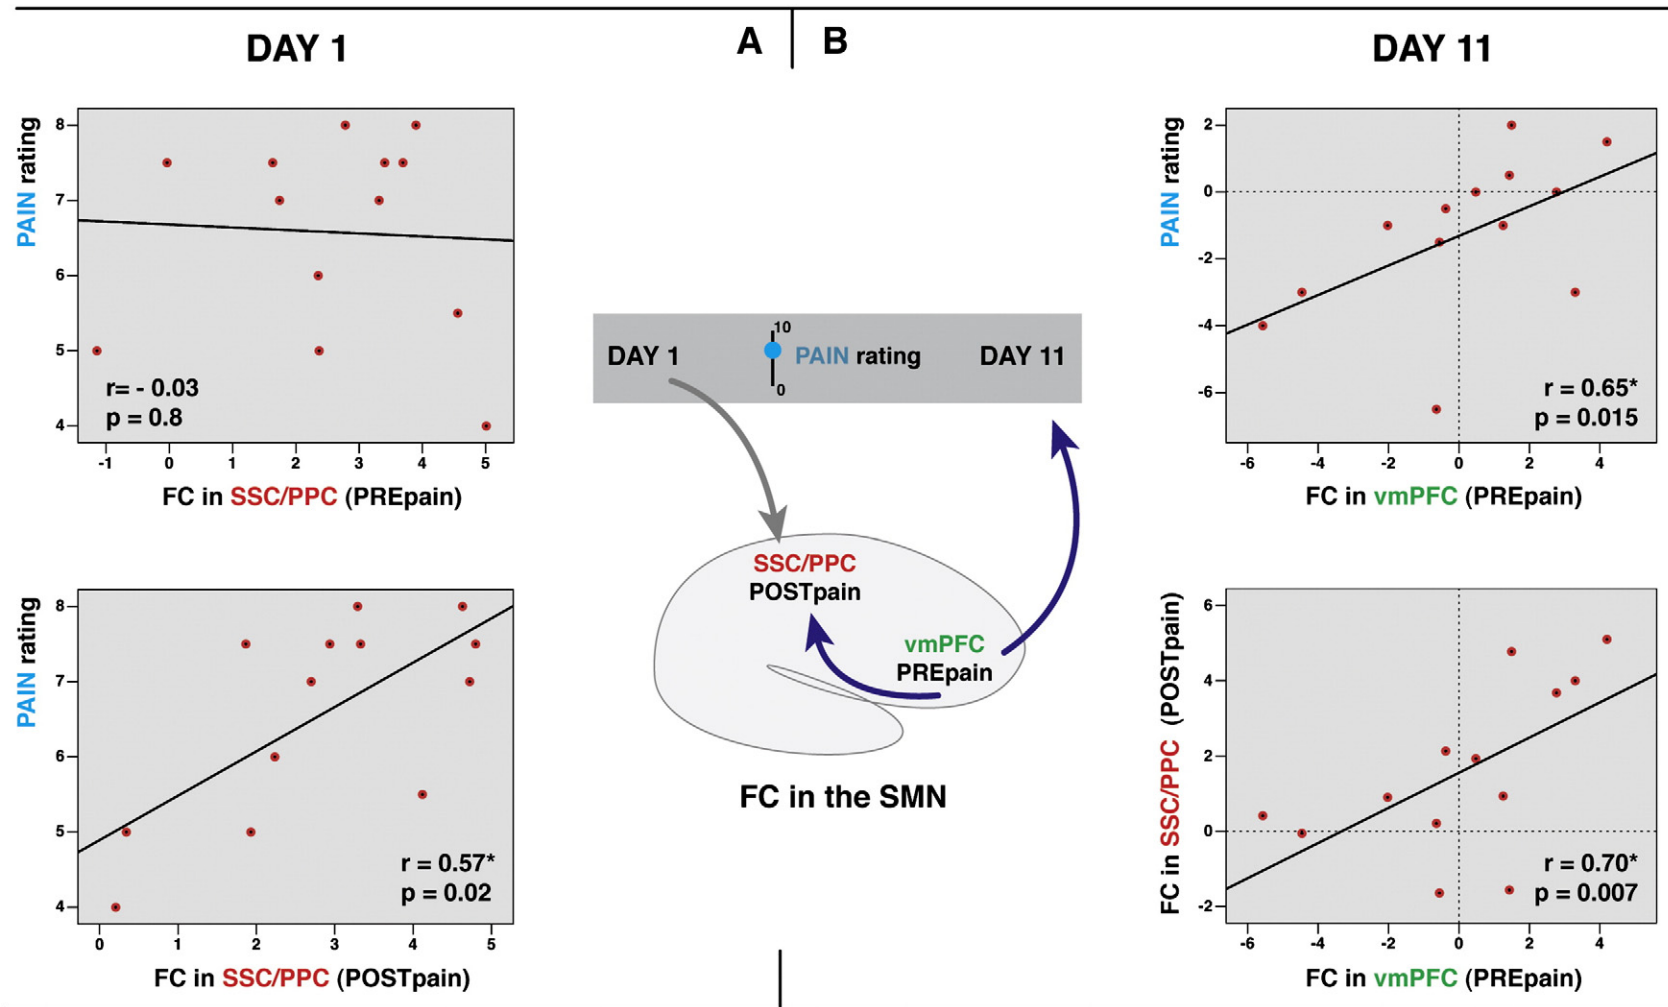 DAY 1
A
B
DAY 11
PAIN rating
8
7
6
5
4
r= - 0.03
p = 0.8
-1 0 1 2 3 4 5
FC in SSC/PPC (PREpain)
PAIN rating
8
7
6
5
4
r = 0.57*
p = 0.02
0 1 2 3 4 5
FC in SSC/PPC (POSTpain)
DAY 1
10
PAIN rating
0
DAY 11
SSC/PPC
POSTpain
vmPFC
PREpain
FC in the SMN
PAIN rating
2
0
-2
-4
-6
r = 0.65*
p = 0.015
-6 -4 -2 0 2 4
FC in vmPFC (PREpain)
FC in SSC/PPC (POSTpain)
6
4
2
0
-2
r = 0.70*
p = 0.007
-6 -4 -2 0 2 4
FC in vmPFC (PREpain)